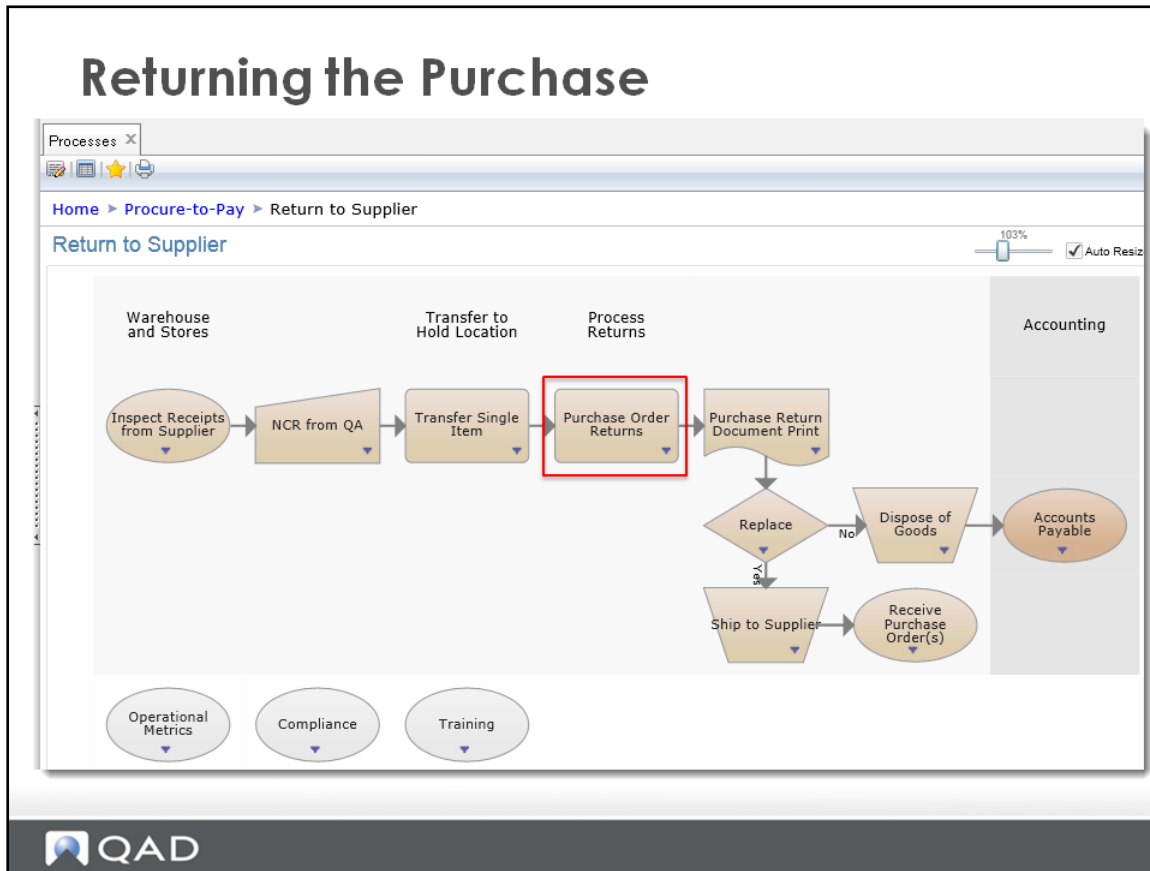 Returning the Purchase
Processes X
Home ➤ Procure-to-Pay ➤ Return to Supplier
Return to Supplier
103%
Auto Resiz
Warehouse
and Stores
Transfer to
Hold Location
Process
Returns
Accounting
Inspect Receipts
from Supplier
NCR from QA
Transfer Single
Item
Purchase Order
Returns
Purchase Return
Document Print
Replace
No
Dispose of
Goods
Accounts
Payable
Yes
Ship to Supplier
Receive
Purchase
Order(s)
Operational
Metrics
Compliance
Training
QAD